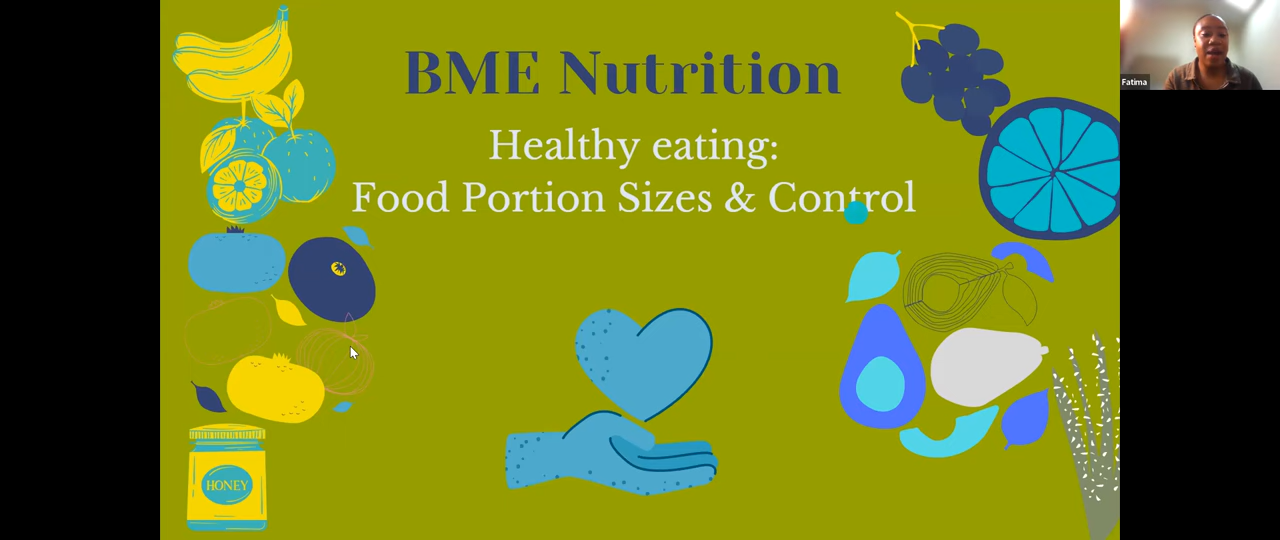 BME Nutrition
Healthy eating:
Food Portion Sizes & Control
HONEY
Fatima